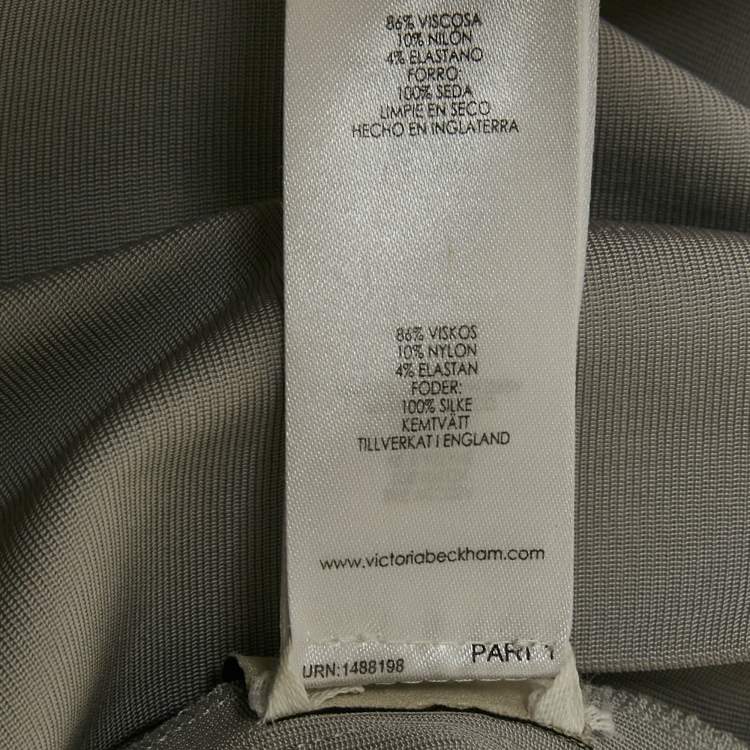 86% VISCOSA
10% NILÓN
4% ELASTANO
FORRO:
100% SEDA
LIMPIE EN SECO
HECHO EN INGLATERRA
86% VISKOS
10% NYLON
4% ELASTAN
FODER:
100% SILKE
KEMTVÄTT
TILLVERKAT I ENGLAND
www.victoriabeckham.com
PART 1
URN:1488198